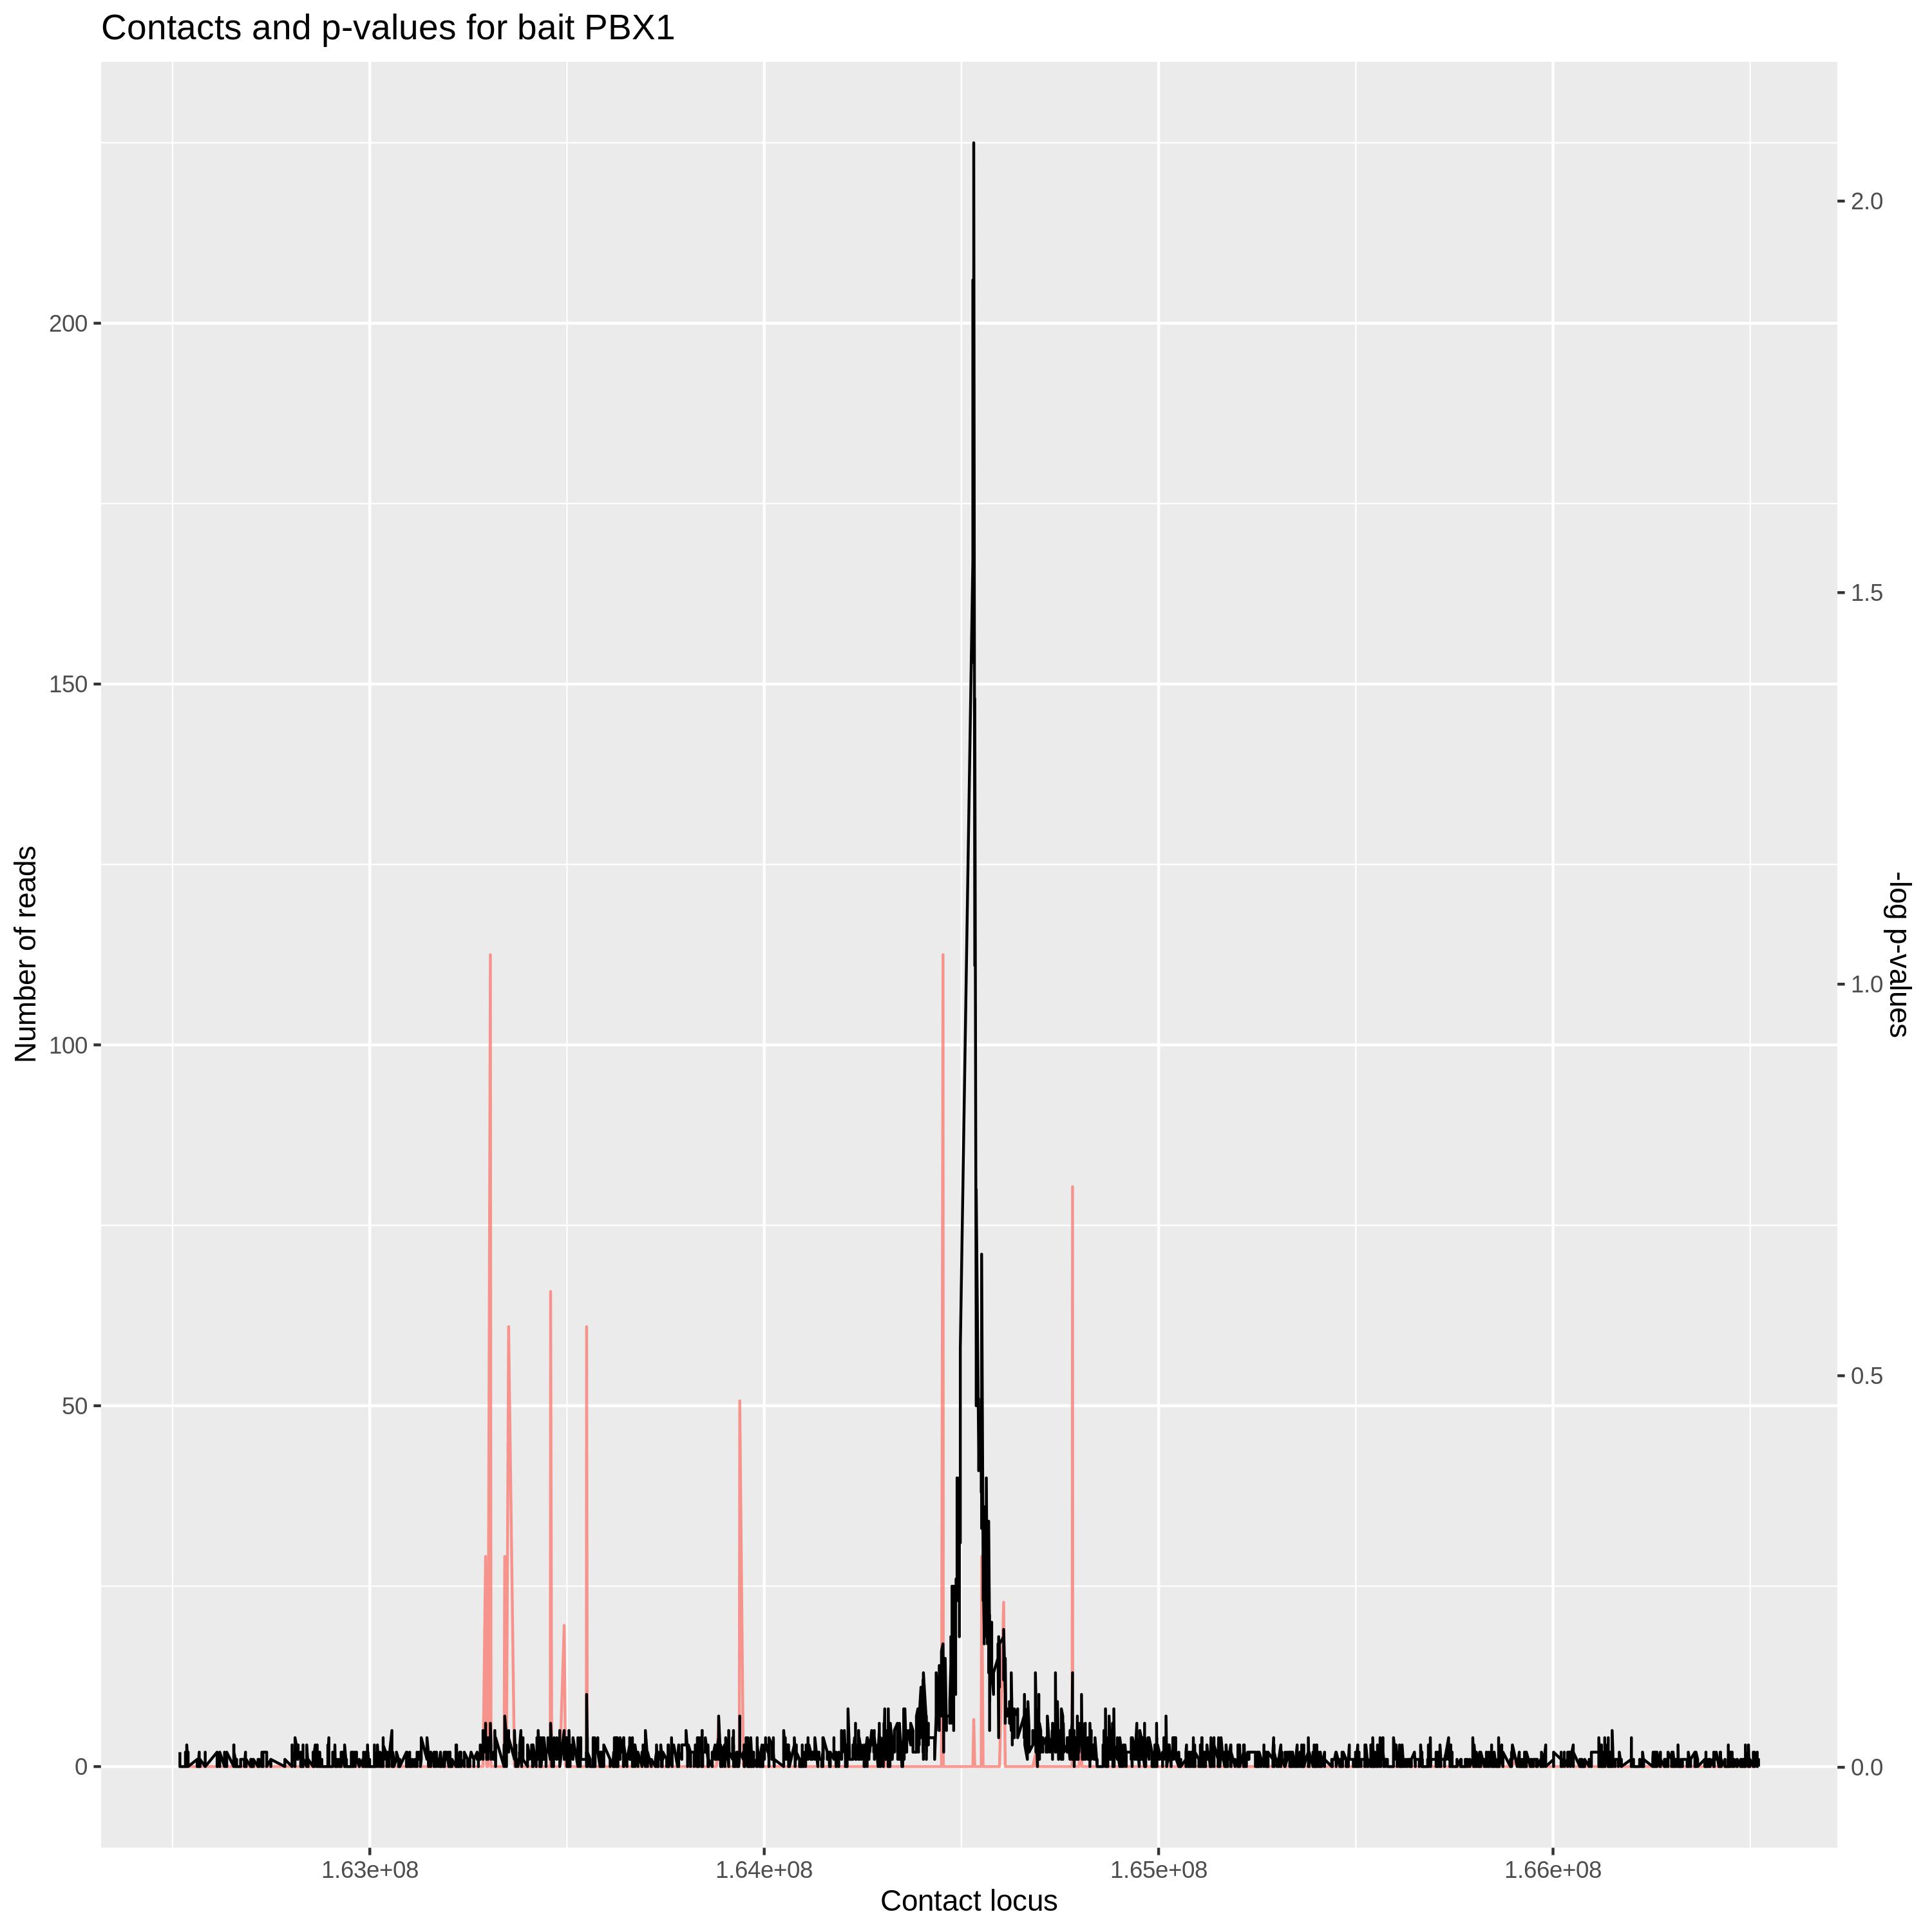 Contacts and p-values for bait PBX1
Number of reads
200
150
100
50
0
2.0
1.5
1.0
0.5
0.0
-log p-values
1.63e+08
1.64e+08
1.65e+08
1.66e+08
Contact locus